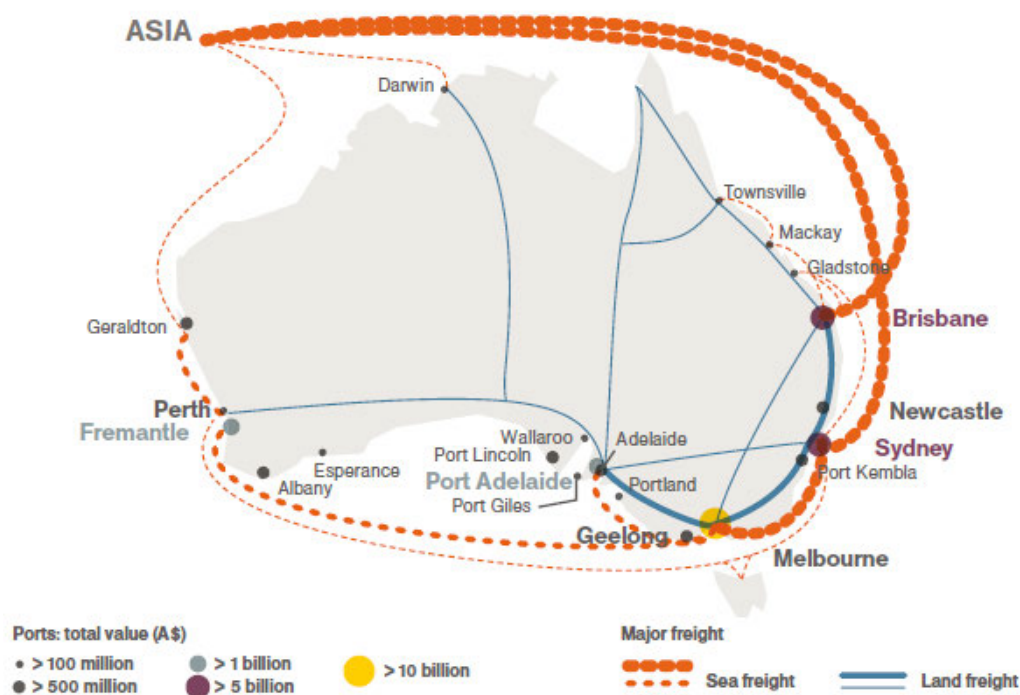 ASIA
Darwin
Townsville
Mackay
Gladstone
Geraldton
Brisbane
Perth
Fremantle
Newcastle
Wallaroo
Adelaide
Sydney
Port Lincoln
Esperance
Port Kembla
Albany
Port Adelaide
Portland
Port Giles
Geelong
Melbourne
Ports: total value (A$)
> 100 million
> 500 million
> 1 billion
> 5 billion
> 10 billion
Major freight
Sea freight
Land freight